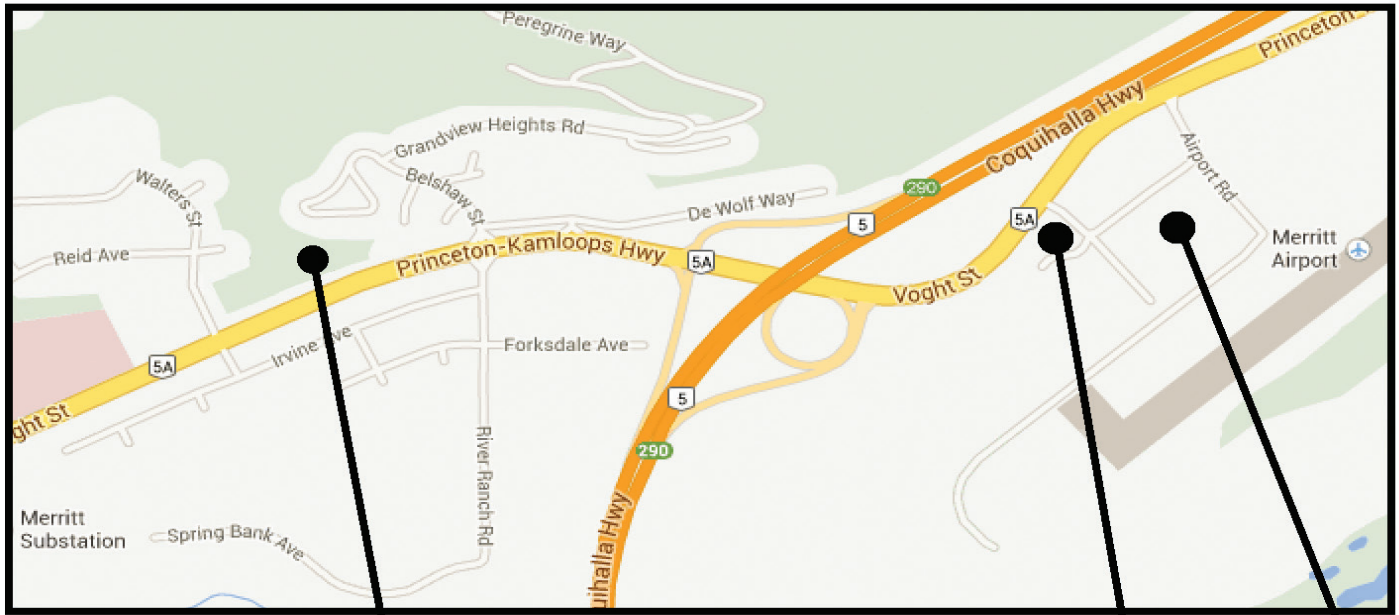 Peregrine Way
Princeton-
Grandview Heights Rd
Coquihalla Hwy
Airport Rd
Walters St
Belshaw St
290
De Wolf Way
5
5A
Reid Ave
Princeton-Kamloops Hwy
5A
Merritt
Airport
Voght St
Irvine Ave
Forksdale Ave
5A
5
ght St
290
River Ranch Rd
Merritt
Substation
Spring Bank Ave
uihalla Hwy